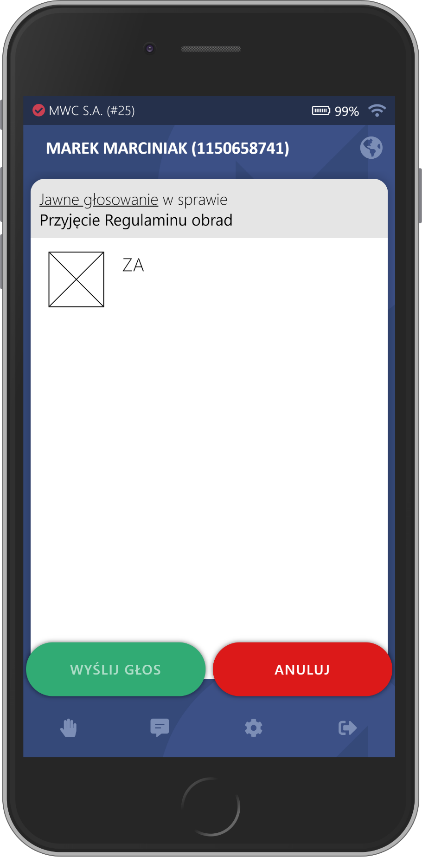 MWC S.A. (#25) 99%
MAREK MARCINIAK (1150658741)
Jawne głosowanie w sprawie
Przyjęcie Regulaminu obrad
ZA
WYŚLIJ GŁOS ANULUJ